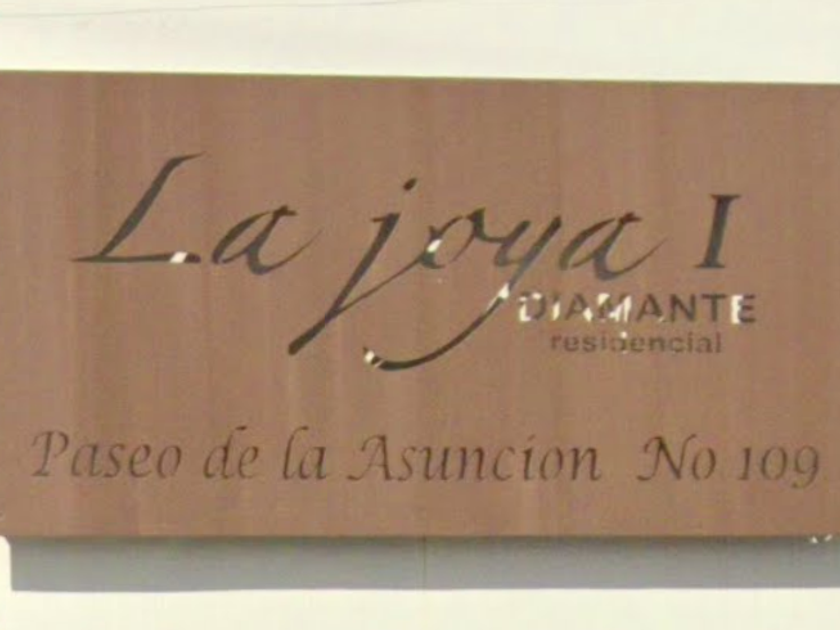 La joya I
DIAMANTE
residencial
Paseo de la Asuncion No 109